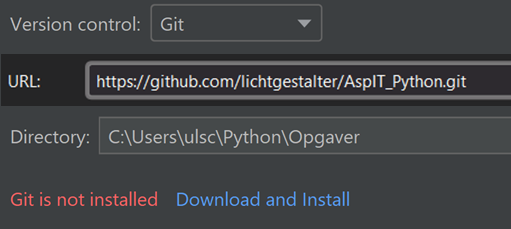 Version control: Git
URL: https://github.com/lichtgestalter/AspIT_Python.git
Directory: C:\Users\ulsc\Python\Opgaver
Git is not installed Download and Install